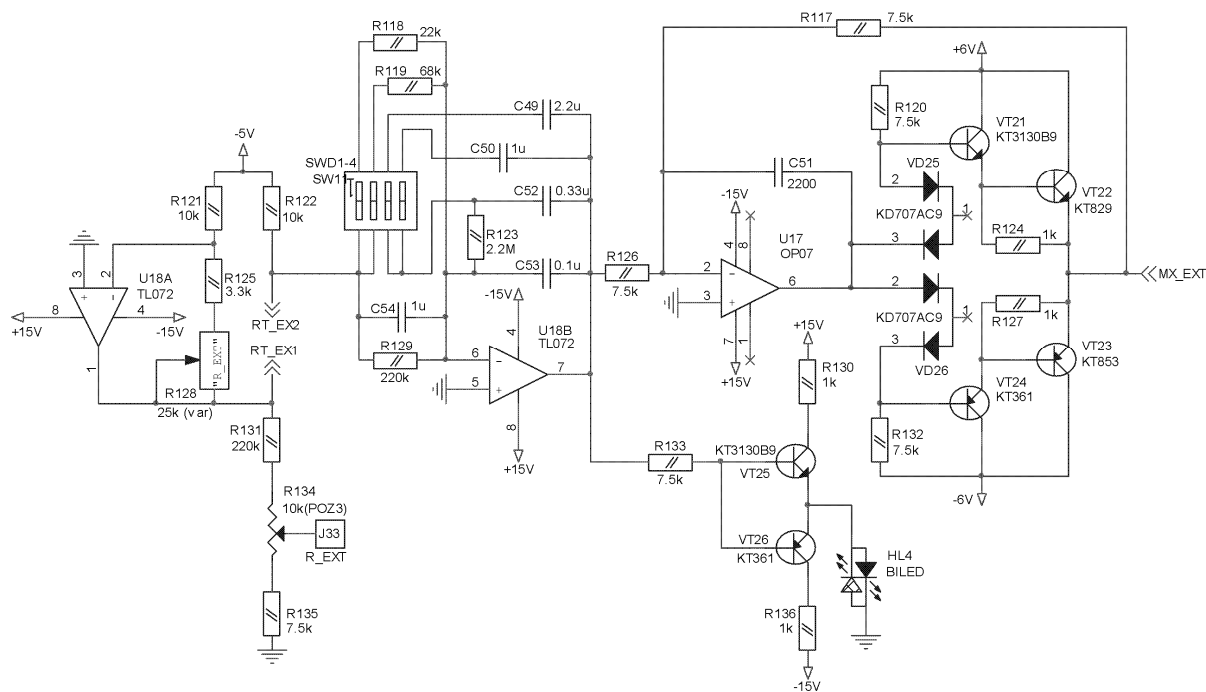 R117
7.5k
R118
22k
R119
68k
C49
2.2u
C50
1u
SWD1-4
SW11
C52
0.33u
R123
2.2M
C53
0.1u
C54
1u
R129
220k
-5V
R121
10k
R122
10k
R125
3.3k
U18A
TL072
3
2
8
4
1
+15V
-15V
RT_EX2
RT_EX1
"R_EXT"
R128
25k (var)
R131
220k
R134
10k(POZ3)
J33
R_EXT
R135
7.5k
-15V
4
U18B
TL072
6
5
7
8
+15V
R126
7.5k
C51
2200
-15V
4
8
U17
OP07
2
3
6
7
1
+15V
+6V
R120
7.5k
VT21
KT3130B9
VD25
2
1
KD707AC9
3
VT22
KT829
R124
1k
MX_EXT
2
1
KD707AC9
3
VD26
R127
1k
VT23
KT853
VT24
KT361
R132
7.5k
-6V
+15V
R130
1k
R133
7.5k
KT3130B9
VT25
VT26
KT361
HL4
BILED
R136
1k
-15V